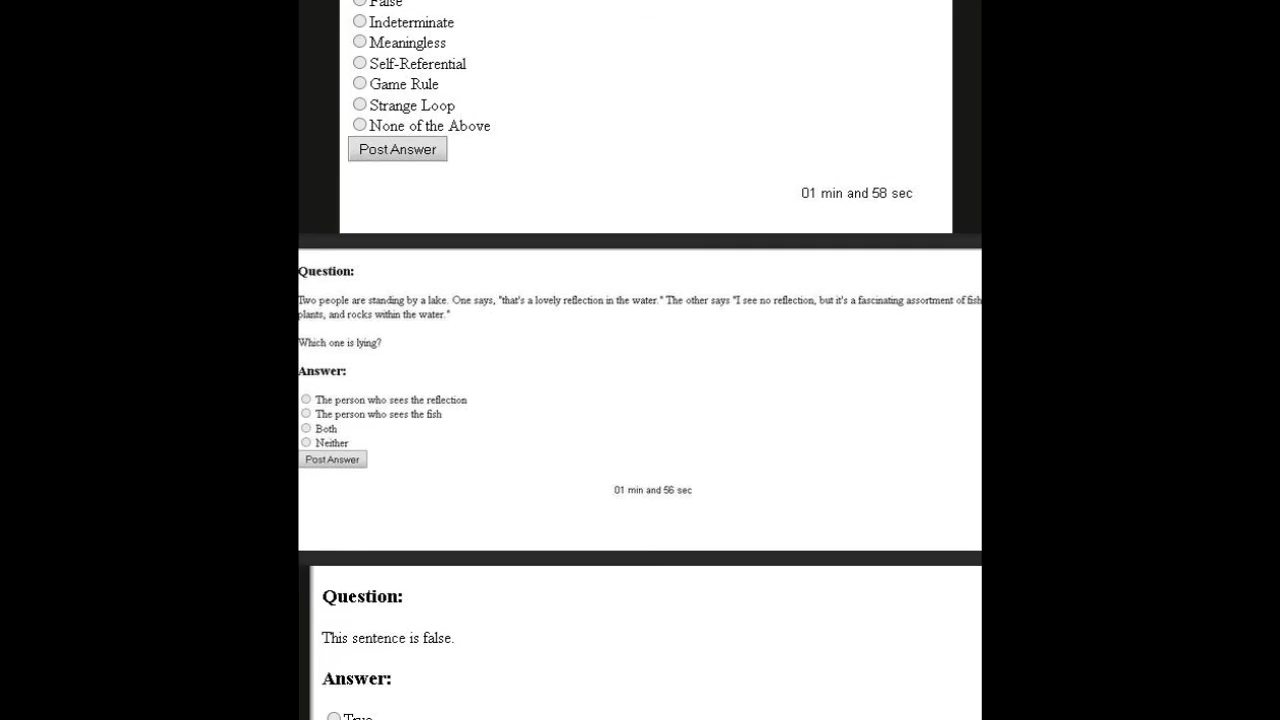 False
Indeterminate
Meaningless
Self-Referential
Game Rule
Strange Loop
None of the Above
Post Answer
01 min and 58 sec
Question:
Two people are standing by a lake. One says, "that's a lovely reflection in the water." The other says "I see no reflection, but it's a fascinating assortment of fish
plants, and rocks within the water."
Which one is lying?
Answer:
The person who sees the reflection
The person who sees the fish
Both
Neither
Post Answer
01 min and 56 sec
Question:
This sentence is false.
Answer:
True